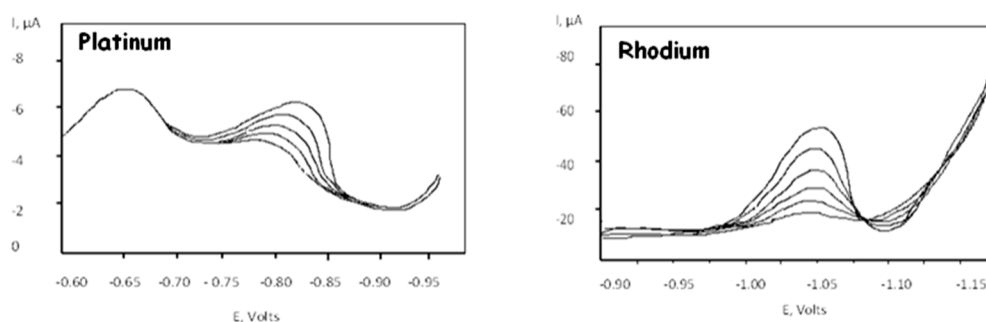 I, µA
Platinum
-8
-6
-4
-2
0
-0.60 -0.65 -0.70 - 0.75 -0.80 -0.85 -0.90 -0.95
E, Volts
I, µA
Rhodium
-80
-60
-40
-20
-0.90 -0.95 -1.00 -1.05 -1.10 -1.15
E, Volts